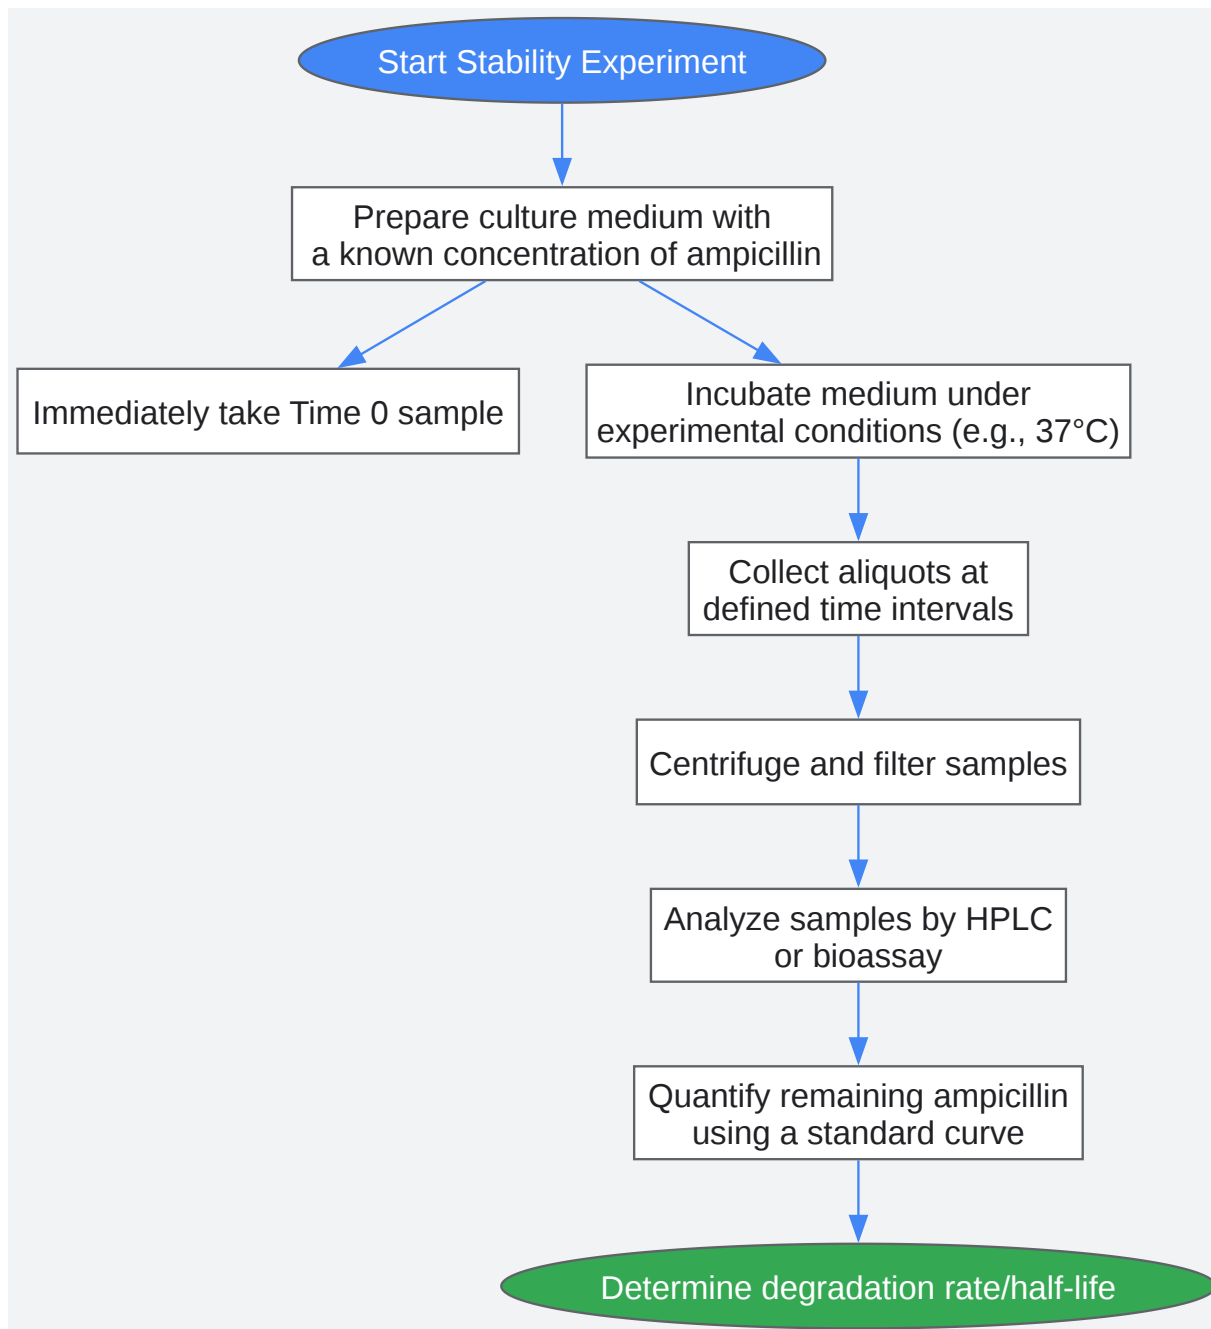 Start Stability Experiment
Prepare culture medium with
a known concentration of ampicillin
Immediately take Time 0 sample
Incubate medium under
experimental conditions (e.g., 37°C)
Collect aliquots at
defined time intervals
Centrifuge and filter samples
Analyze samples by HPLC
or bioassay
Quantify remaining ampicillin
using a standard curve
Determine degradation rate/half-life